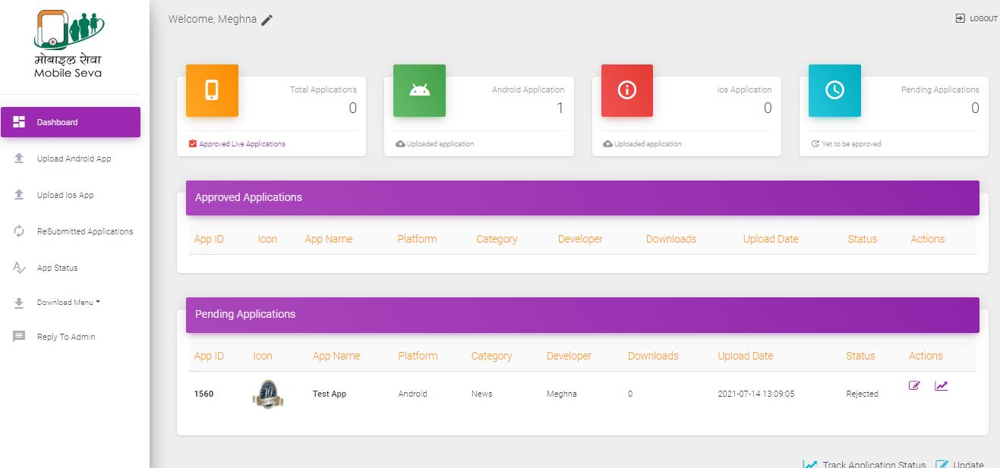 मोबाइल सेवा
Mobile Seva
Dashboard
Upload Android App
Upload Ios App
ReSubmitted Applications
App Status
Download Menu
Reply To Admin
Welcome, Meghna
LOGOUT
Total Application's
0
Approved Live Applications
Android Application
1
Uploaded application
ios Application
0
Uploaded application
Pending Applications
0
Yet to be approved
Approved Applications
App ID Icon App Name Platform Category Developer Downloads Upload Date Status Actions
Pending Applications
App ID Icon App Name Platform Category Developer Downloads Upload Date Status Actions
1560 Test App Android News Meghna 0 2021-07-14 13:09:05 Rejected
Track Application Status Update